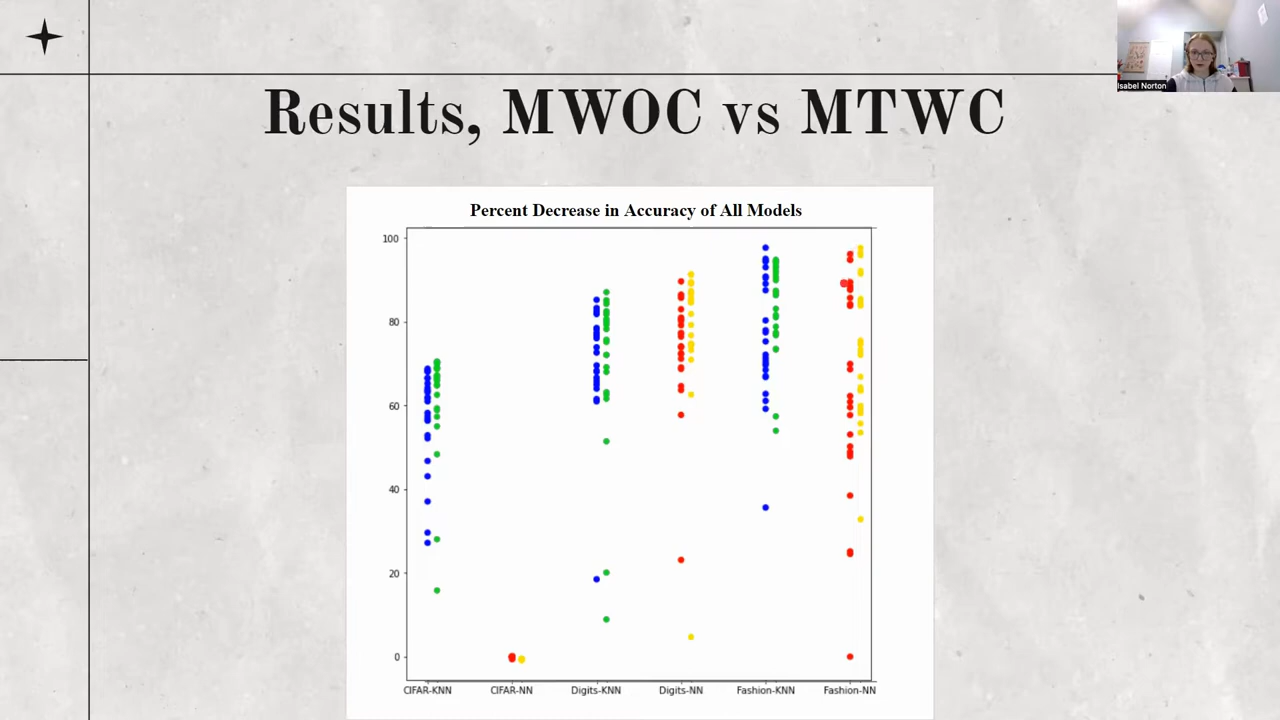 Isabel Norton
Results, MWOC vs MTWC
Percent Decrease in Accuracy of All Models
100
80
60
40
20
0
CIFAR-KNN CIFAR-NN Digits-KNN Digits-NN Fashion-KNN Fashion-NN